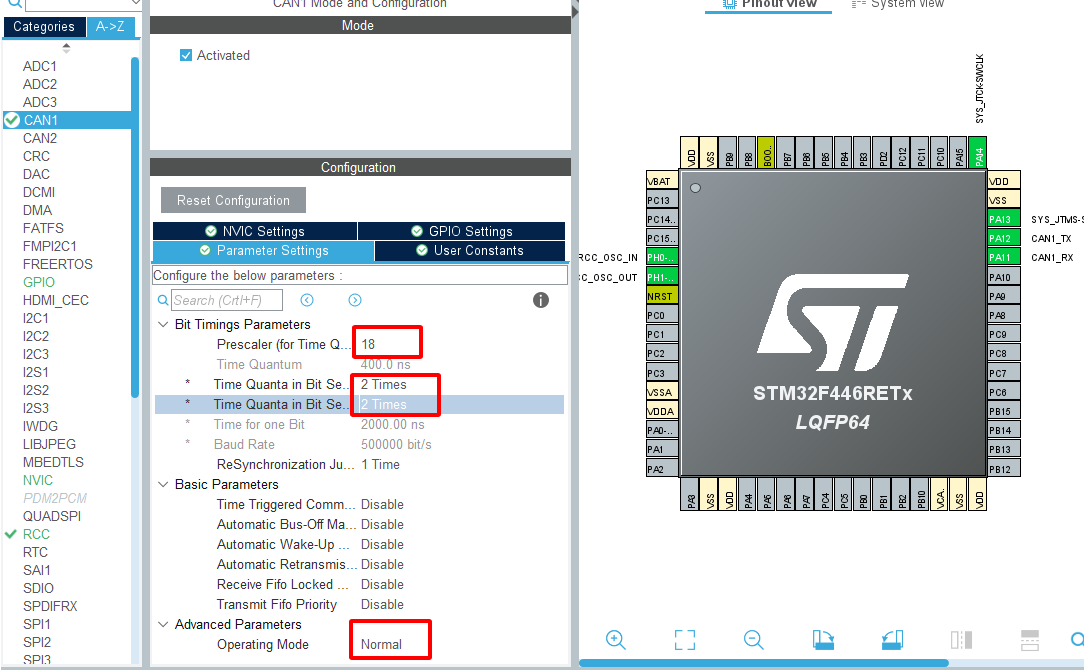 CAN1 Mode and Configuration
Mode
Activated
Configuration
Reset Configuration
NVIC Settings
GPIO Settings
Parameter Settings
User Constants
Configure the below parameters :
Search (Crtl+F)
Bit Timings Parameters
Prescaler (for Time Q... 18
Time Quantum 400.0 ns
* Time Quanta in Bit Se... 2 Times
* Time Quanta in Bit Se... 2 Times
* Time for one Bit 2000.00 ns
* Baud Rate 500000 bit/s
ReSynchronization Ju... 1 Time
Basic Parameters
Time Triggered Comm... Disable
Automatic Bus-Off Ma... Disable
Automatic Wake-Up ... Disable
Automatic Retransmis... Disable
Receive Fifo Locked ... Disable
Transmit Fifo Priority Disable
Advanced Parameters
Operating Mode Normal
Categories
A->Z
ADC1
ADC2
ADC3
CAN1
CAN2
CRC
DAC
DCMI
DMA
FATFS
FMPI2C1
FREERTOS
GPIO
HDMI_CEC
I2C1
I2C2
I2C3
I2S1
I2S2
I2S3
IWDG
LIBJPEG
MBEDTLS
NVIC
PDM2PCM
QUADSPI
RCC
RTC
SAI1
SDIO
SPDIFRX
SPI1
SPI2
SPI3
Pinout view
System view
SYS_JTCK-SWCLK
VDD
VSS
PB9
PB8
BOO..
PB7
PB6
PB5
PB4
PB3
PD2
PC12
PC11
PC10
PA15
PA14
VBAT
PC13
PC14..
PC15..
RCC_OSC_IN
PH0-..
CC_OSC_OUT
PH1-..
NRST
PC0
PC1
PC2
PC3
VSSA
VDDA
PA0-..
PA1
PA2
VDD
VSS
PA13
SYS_JTMS-S
PA12
CAN1_TX
PA11
CAN1_RX
PA10
PA9
PA8
PC9
PC8
PC7
PC6
PB15
PB14
PB13
PB12
ST
STM32F446RETx
LQFP64
PA3
VSS
VDD
PA4
PA5
PA6
PA7
PC4
PC5
PB0
PB1
PB2
PB10
VCA..
VSS
VDD